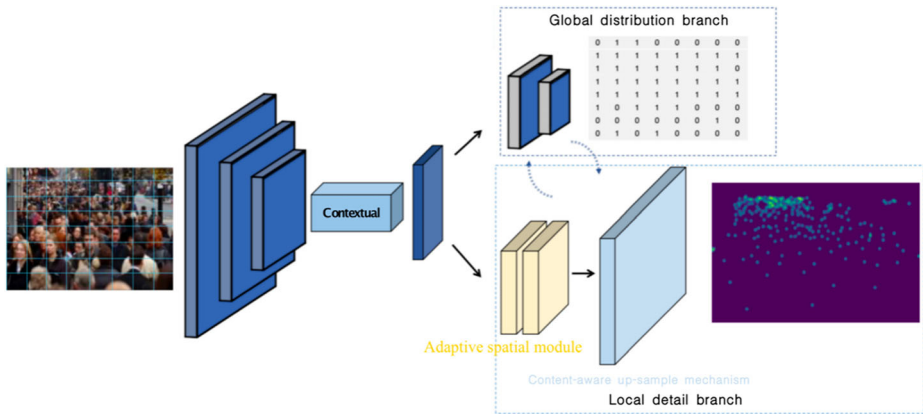 Global distribution branch
0 1 1 0 0 0 0 0
1 1 1 1 1 1 1 1
1 1 1 1 1 1 1 0
1 1 1 1 1 1 1 1
1 1 1 1 1 1 1 1
1 0 1 1 1 1 0 0
0 0 0 0 0 0 1 0
0 1 0 1 0 0 0 0
Contextual
Adaptive spatial module
Content-aware up-sample mechanism
Local detail branch